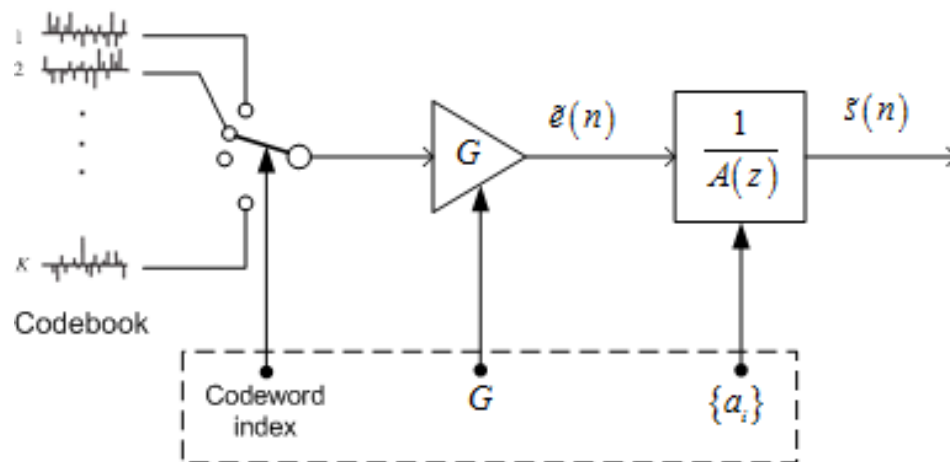 1
2
K
Codebook
G
ẽ(n)
1
A(z)
s̃(n)
Codeword
index
G
{aᵢ}